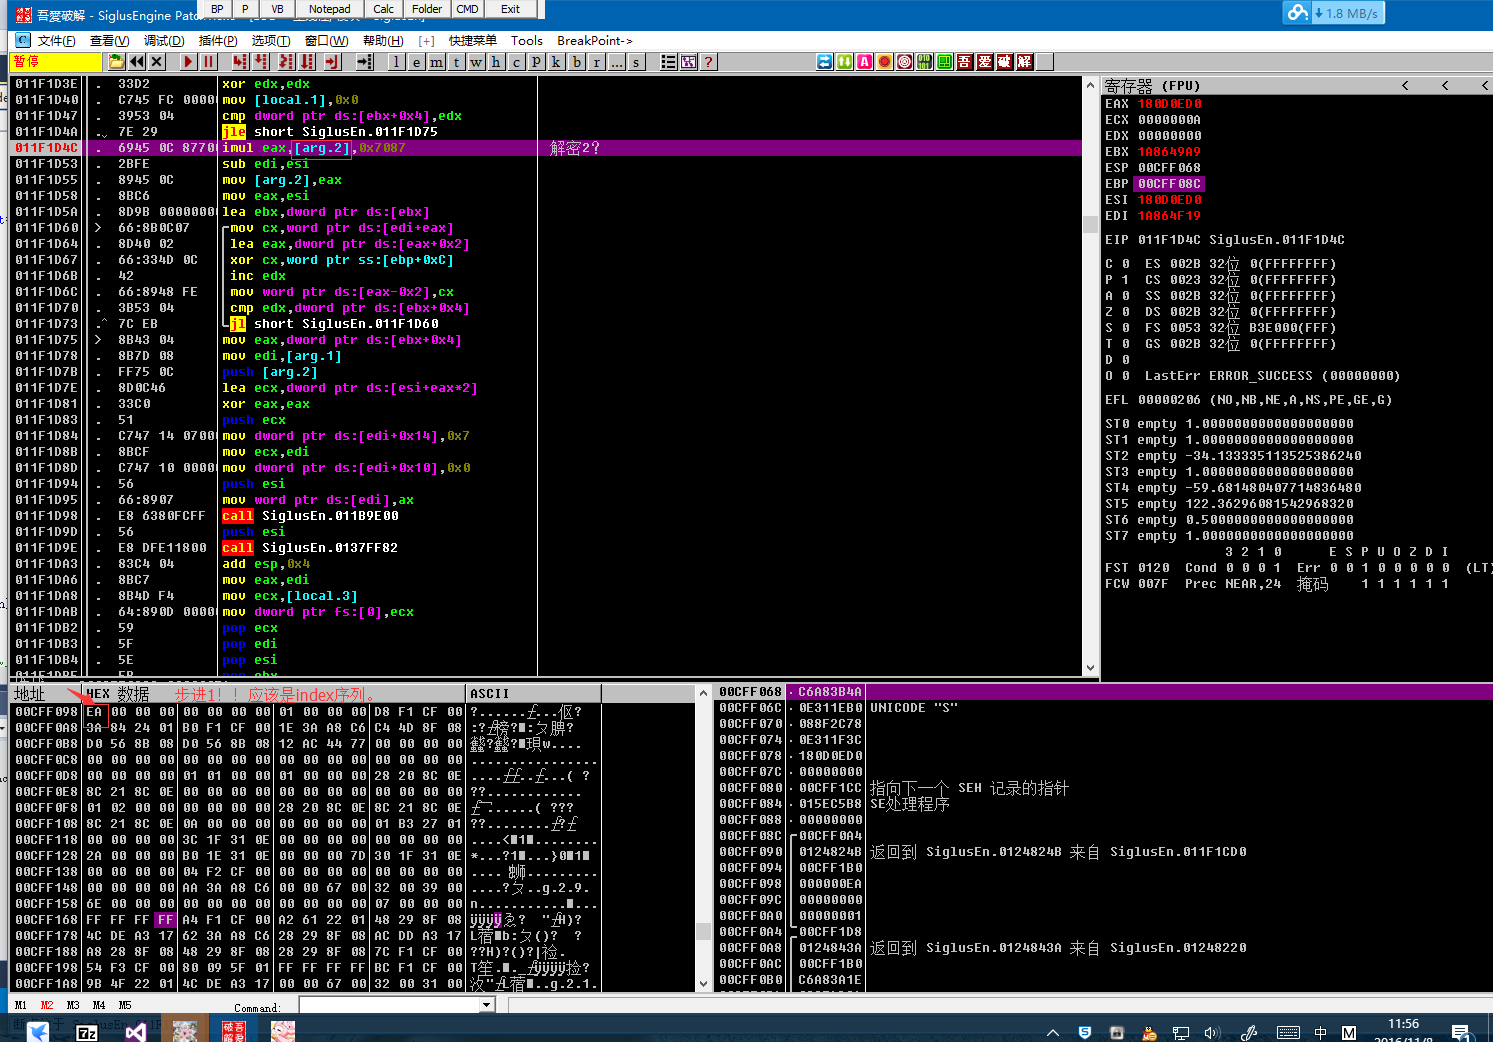 吾爱破解 - SiglusEngine Patch
BP P VB Notepad Calc Folder CMD Exit
1.8 MB/s
文件(F) 查看(V) 调试(D) 插件(P) 选项(T) 窗口(W) 帮助(H) [+] 快捷菜单 Tools BreakPoint->
暂停 l e m t w h c P k b r ... s ? 吾 爱 破 解
寄存器 (FPU) < < <
011F1D3E . 33D2 xor edx,edx
011F1D40 . C745 FC 0000 mov [local.1],0x0
011F1D47 . 3953 04 cmp dword ptr ds:[ebx+0x4],edx
011F1D4A . 7E 29 jle short SiglusEn.011F1D75
011F1D4C . 6945 0C 8770 imul eax,[arg.2],0x7087 解密2?
011F1D53 . 2BFE sub edi,esi
011F1D55 . 8945 0C mov [arg.2],eax
011F1D58 . 8BC6 mov eax,esi
011F1D5A . 8D9B 0000000 lea ebx,dword ptr ds:[ebx]
011F1D60 > 66:8B0C07 mov cx,word ptr ds:[edi+eax]
011F1D64 . 8D40 02 lea eax,dword ptr ds:[eax+0x2]
011F1D67 . 66:334D 0C xor cx,word ptr ss:[ebp+0xC]
011F1D6B . 42 inc edx
011F1D6C . 66:8948 FE mov word ptr ds:[eax-0x2],cx
011F1D70 . 3B53 04 cmp edx,dword ptr ds:[ebx+0x4]
011F1D73 .^ 7C EB jl short SiglusEn.011F1D60
011F1D75 > 8B43 04 mov eax,dword ptr ds:[ebx+0x4]
011F1D78 . 8B7D 08 mov edi,[arg.1]
011F1D7B . FF75 0C push [arg.2]
011F1D7E . 8D0C46 lea ecx,dword ptr ds:[esi+eax*2]
011F1D81 . 33C0 xor eax,eax
011F1D83 . 51 push ecx
011F1D84 . C747 14 0700 mov dword ptr ds:[edi+0x14],0x7
011F1D8B . 8BCF mov ecx,edi
011F1D8D . C747 10 0000 mov dword ptr ds:[edi+0x10],0x0
011F1D94 . 56 push esi
011F1D95 . 66:8907 mov word ptr ds:[edi],ax
011F1D98 . E8 6380FCFF call SiglusEn.011B9E00
011F1D9D . 56 push esi
011F1D9E . E8 DFE11800 call SiglusEn.0137FF82
011F1DA3 . 83C4 04 add esp,0x4
011F1DA6 . 8BC7 mov eax,edi
011F1DA8 . 8B4D F4 mov ecx,[local.3]
011F1DAB . 64:890D 0000 mov dword ptr fs:[0],ecx
011F1DB2 . 59 pop ecx
011F1DB3 . 5F pop edi
011F1DB4 . 5E pop esi
EAX 180D0ED0
ECX 0000000A
EDX 00000000
EBX 1A8649A9
ESP 00CFF068
EBP 00CFF08C
ESI 180D0ED0
EDI 1A864F19
EIP 011F1D4C SiglusEn.011F1D4C
C 0 ES 002B 32位 0(FFFFFFFF)
P 1 CS 0023 32位 0(FFFFFFFF)
A 0 SS 002B 32位 0(FFFFFFFF)
Z 0 DS 002B 32位 0(FFFFFFFF)
S 0 FS 0053 32位 B3E000(FFF)
T 0 GS 002B 32位 0(FFFFFFFF)
D 0
O 0 LastErr ERROR_SUCCESS (00000000)
EFL 00000206 (NO,NB,NE,A,NS,PE,GE,G)
ST0 empty 1.0000000000000000000
ST1 empty 1.0000000000000000000
ST2 empty -34.133335113525386240
ST3 empty 1.0000000000000000000
ST4 empty -59.681480407714836480
ST5 empty 122.36296081542968320
ST6 empty 0.5000000000000000000
ST7 empty 1.0000000000000000000
3 2 1 0 E S P U O Z D I
FST 0120 Cond 0 0 0 1 Err 0 0 1 0 0 0 0 0 (LT)
FCW 007F Prec NEAR,24 掩码 1 1 1 1 1 1
地址 HEX 数据 步进1！！应该是index序列。 ASCII
00CFF098 EA 00 00 00 00 00 00 00 01 00 00 00 D8 F1 CF 00
00CFF0A8 3A 84 24 01 B0 F1 CF 00 1E 3A A8 C6 C4 4D 8F 08
00CFF0B8 D0 56 8B 08 D0 56 8B 08 12 AC 44 77 00 00 00 00
00CFF0C8 00 00 00 00 00 00 00 00 00 00 00 00 00 00 00 00
00CFF0D8 00 00 00 00 01 01 00 00 01 00 00 00 28 20 8C 0E
00CFF0E8 8C 21 8C 0E 00 00 00 00 00 00 00 00 00 00 00 00
00CFF0F8 01 02 00 00 00 00 00 00 28 20 8C 0E 8C 21 8C 0E
00CFF108 8C 21 8C 0E 0A 00 00 00 00 00 00 00 01 B3 27 01
00CFF118 00 00 00 00 3C 1F 31 0E 00 00 00 00 00 00 00 00
00CFF128 2A 00 00 00 B0 1E 31 0E 00 00 00 7D 30 1F 31 0E
00CFF138 00 00 00 00 04 F2 CF 00 00 00 00 00 00 00 00 00
00CFF148 00 00 00 00 AA 3A A8 C6 00 00 67 00 32 00 39 00
00CFF158 6E 00 00 00 00 00 00 00 00 00 00 00 07 00 00 00
00CFF168 FF FF FF FF A4 F1 CF 00 A2 61 22 01 48 29 8F 08
00CFF178 4C DE A3 17 62 3A A8 C6 28 29 8F 08 AC DD A3 17
00CFF188 A8 28 8F 08 48 29 8F 08 28 29 8F 08 7C F1 CF 00
00CFF198 54 F3 CF 00 80 09 5F 01 FF FF FF FF BC F1 CF 00
00CFF1A8 9B 4F 22 01 4C DE A3 17 00 00 67 00 32 00 31 00
00CFF068 C6A83B4A
00CFF06C 0E311EB0 UNICODE "S"
00CFF070 088F2C78
00CFF074 0E311F3C
00CFF078 180D0ED0
00CFF07C 00000000
00CFF080 00CFF1CC 指向下一个 SEH 记录的指针
00CFF084 015EC5B8 SE处理程序
00CFF088 00000000
00CFF08C 00CFF0A4
00CFF090 0124824B 返回到 SiglusEn.0124824B 来自 SiglusEn.011F1CD0
00CFF094 00CFF1B0
00CFF098 000000EA
00CFF09C 00000000
00CFF0A0 00000001
00CFF0A4 00CFF1D8
00CFF0A8 0124843A 返回到 SiglusEn.0124843A 来自 SiglusEn.01248220
00CFF0AC 00CFF1B0
00CFF0B0 C6A83A1E
M1 M2 M3 M4 M5 Command:
中 M 11:56
2016/11/8